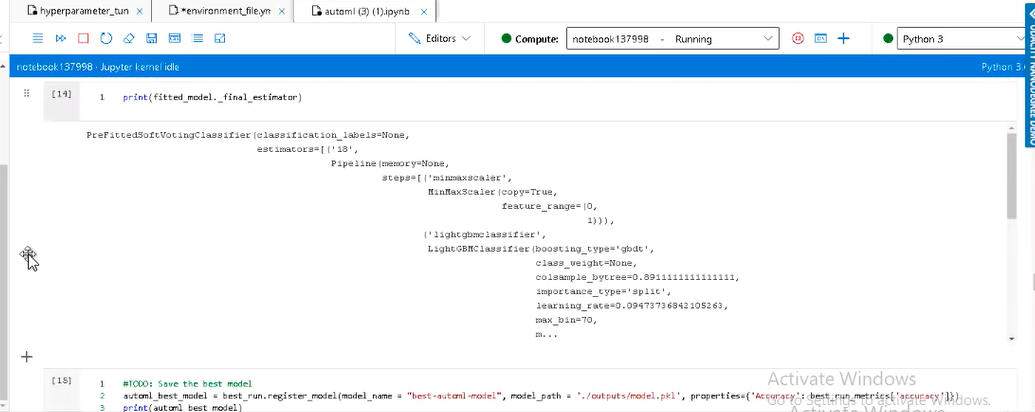 hyperparameter_tun × *environment_file.ym × automl (3) (1).ipynb ×
Editors Compute: notebook137998 - Running Python 3
notebook137998 · Jupyter kernel idle Python 3.
[14] 1 print(fitted_model._final_estimator)
PreFittedSoftVotingClassifier(classification_labels=None,
estimators=[('18',
Pipeline(memory=None,
steps=[('minmaxscaler',
MinMaxScaler(copy=True,
feature_range=(0,
1))),
('lightgbmclassifier',
LightGBMClassifier(boosting_type='gbdt',
class_weight=None,
colsample_bytree=0.8911111111111111,
importance_type='split',
learning_rate=0.09473736842105263,
max_bin=70,
m...
[15] 1 #TODO: Save the best model
2 automl_best_model = best_run.register_model(model_name = "best-automl-model", model_path = './outputs/model.pkl', properties={'Accuracy': best_run_metrics['accuracy']})
3 print(automl_best_model)
Activate Windows
Go to Settings to activate Windows.
Activate Windows